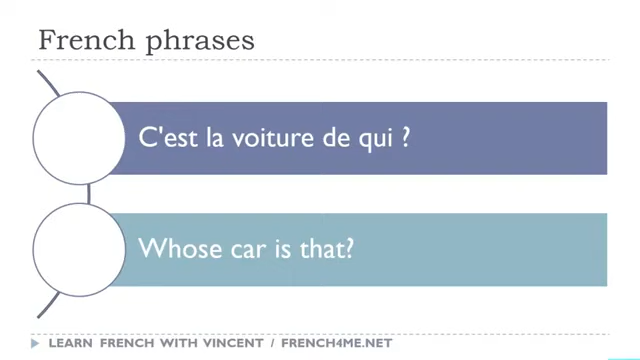 French phrases
C'est la voiture de qui ?
Whose car is that?
LEARN FRENCH WITH VINCENT / FRENCH4ME.NET